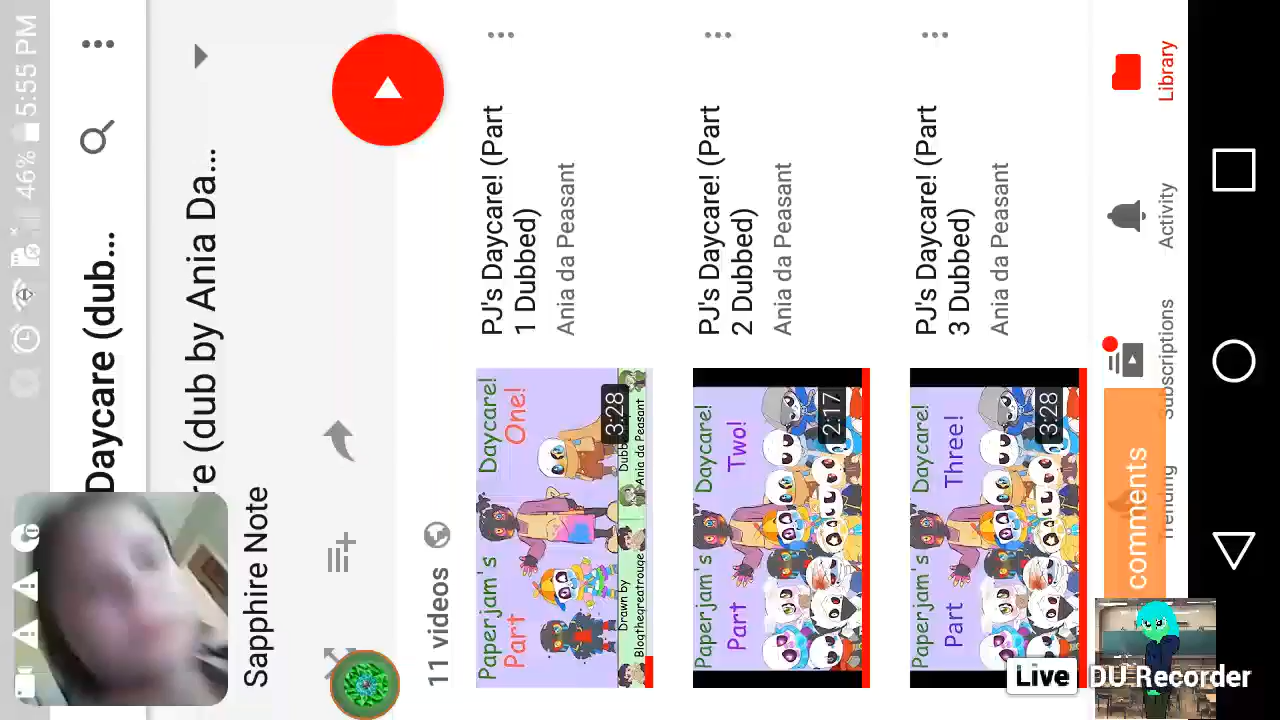 46% 5:55 PM
Daycare (dub...
re (dub by Ania Da...
Sapphire Note
11 videos
Paperjam's Daycare!
Part One!
Drawn by Dubb
Blogthegreatrouge Ania da Peasant
3:28
PJ's Daycare! (Part
1 Dubbed)
Ania da Peasant
Paperjam's Daycare!
Part Two!
2:17
PJ's Daycare! (Part
2 Dubbed)
Ania da Peasant
Paperjam's Daycare!
Part Three!
3:28
PJ's Daycare! (Part
3 Dubbed)
Ania da Peasant
comments
Trending
Subscriptions
Activity
Library
Live
DU Recorder